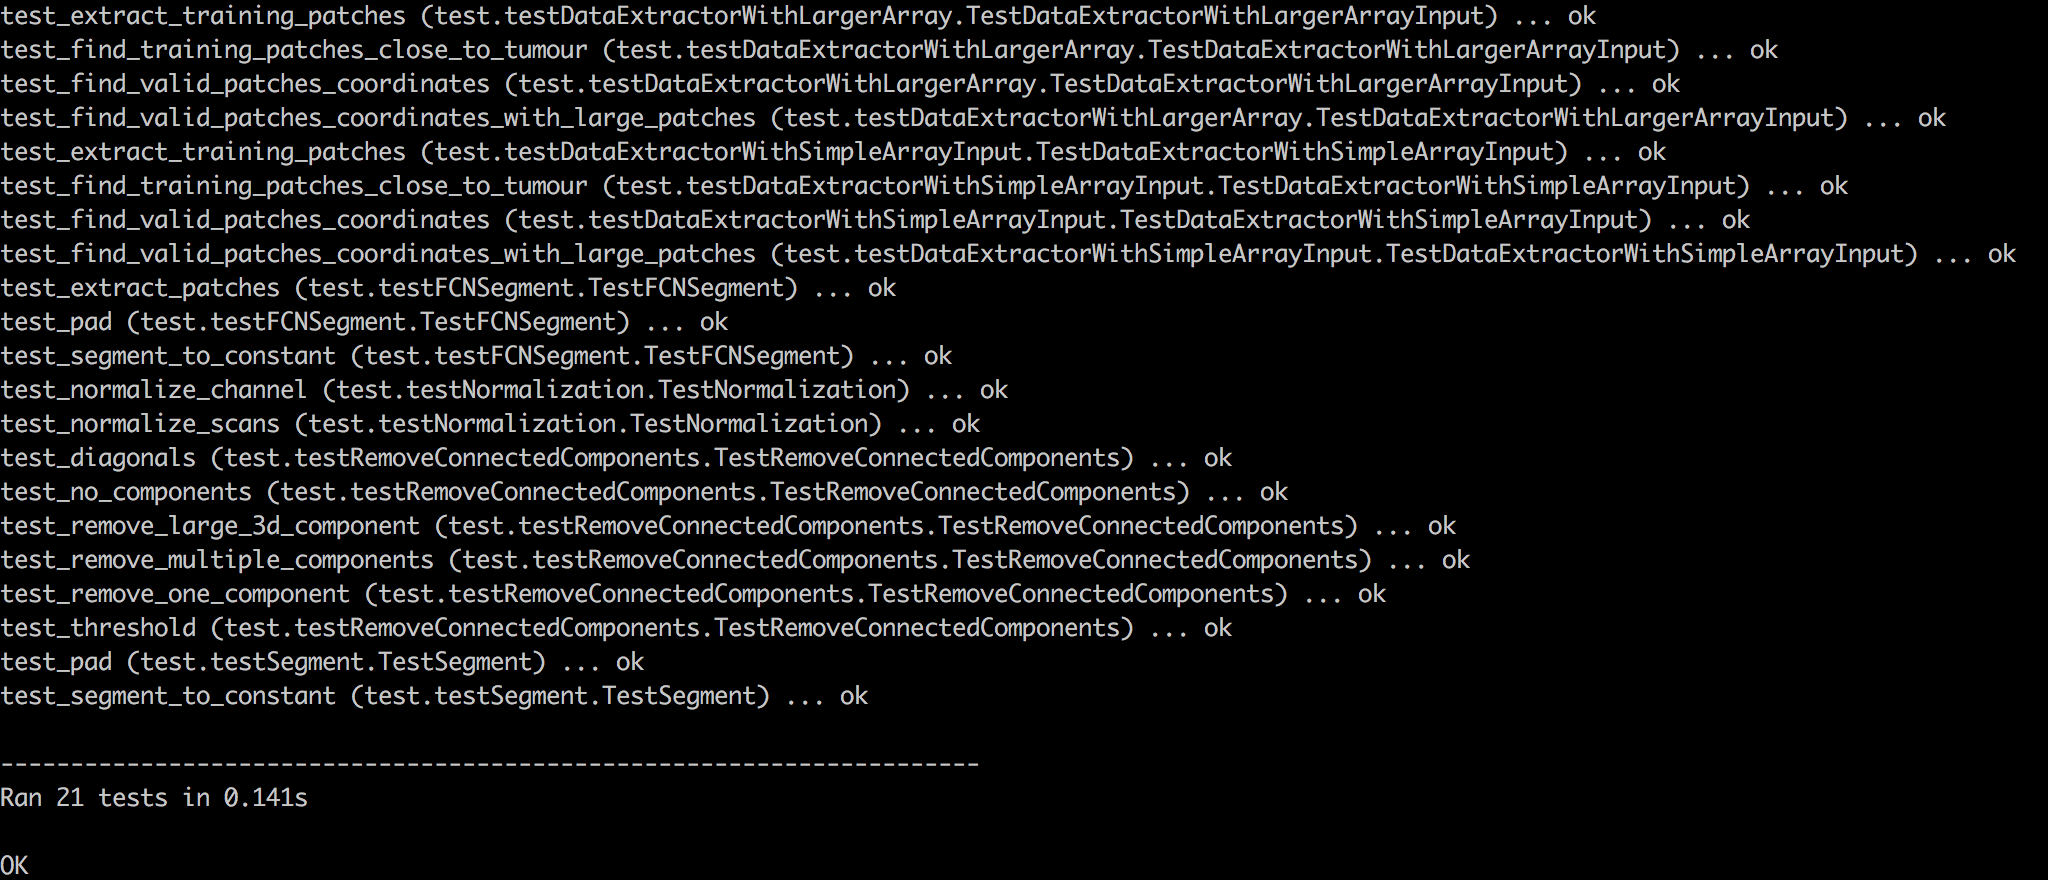 test_extract_training_patches (test.testDataExtractorWithLargerArray.TestDataExtractorWithLargerArrayInput) ... ok
test_find_training_patches_close_to_tumour (test.testDataExtractorWithLargerArray.TestDataExtractorWithLargerArrayInput) ... ok
test_find_valid_patches_coordinates (test.testDataExtractorWithLargerArray.TestDataExtractorWithLargerArrayInput) ... ok
test_find_valid_patches_coordinates_with_large_patches (test.testDataExtractorWithLargerArray.TestDataExtractorWithLargerArrayInput) ... ok
test_extract_training_patches (test.testDataExtractorWithSimpleArrayInput.TestDataExtractorWithSimpleArrayInput) ... ok
test_find_training_patches_close_to_tumour (test.testDataExtractorWithSimpleArrayInput.TestDataExtractorWithSimpleArrayInput) ... ok
test_find_valid_patches_coordinates (test.testDataExtractorWithSimpleArrayInput.TestDataExtractorWithSimpleArrayInput) ... ok
test_find_valid_patches_coordinates_with_large_patches (test.testDataExtractorWithSimpleArrayInput.TestDataExtractorWithSimpleArrayInput) ... ok
test_extract_patches (test.testFCNSegment.TestFCNSegment) ... ok
test_pad (test.testFCNSegment.TestFCNSegment) ... ok
test_segment_to_constant (test.testFCNSegment.TestFCNSegment) ... ok
test_normalize_channel (test.testNormalization.TestNormalization) ... ok
test_normalize_scans (test.testNormalization.TestNormalization) ... ok
test_diagonals (test.testRemoveConnectedComponents.TestRemoveConnectedComponents) ... ok
test_no_components (test.testRemoveConnectedComponents.TestRemoveConnectedComponents) ... ok
test_remove_large_3d_component (test.testRemoveConnectedComponents.TestRemoveConnectedComponents) ... ok
test_remove_multiple_components (test.testRemoveConnectedComponents.TestRemoveConnectedComponents) ... ok
test_remove_one_component (test.testRemoveConnectedComponents.TestRemoveConnectedComponents) ... ok
test_threshold (test.testRemoveConnectedComponents.TestRemoveConnectedComponents) ... ok
test_pad (test.testSegment.TestSegment) ... ok
test_segment_to_constant (test.testSegment.TestSegment) ... ok
----------------------------------------------------------------------
Ran 21 tests in 0.141s
OK